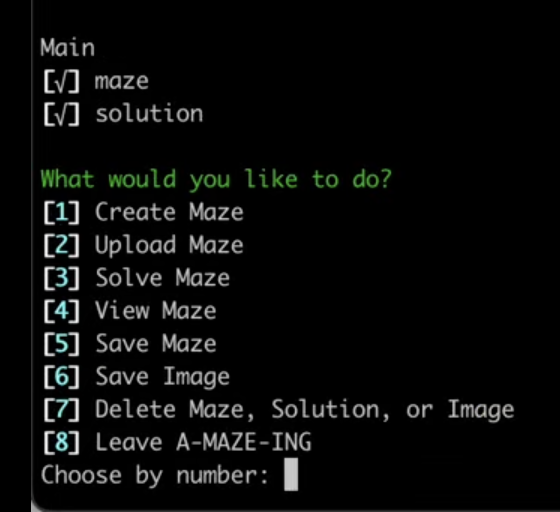 Main
[√] maze
[√] solution
What would you like to do?
[1] Create Maze
[2] Upload Maze
[3] Solve Maze
[4] View Maze
[5] Save Maze
[6] Save Image
[7] Delete Maze, Solution, or Image
[8] Leave A-MAZE-ING
Choose by number: